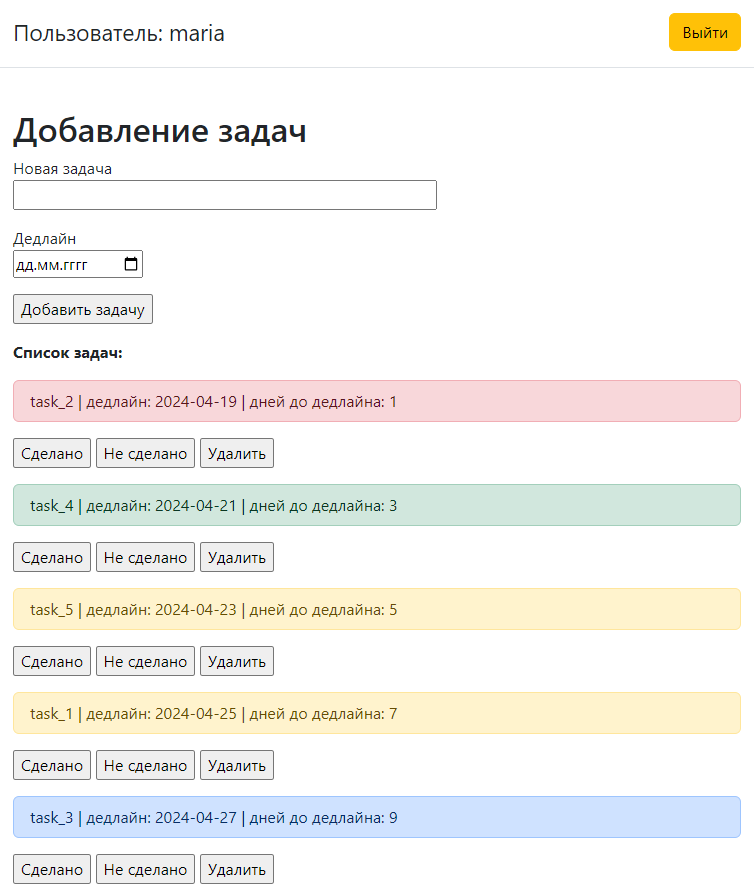 Пользователь: maria
Выйти
Добавление задач
Новая задача
Дедлайн
дд.мм.гггг
Добавить задачу
Список задач:
task_2 | дедлайн: 2024-04-19 | дней до дедлайна: 1
Сделано Не сделано Удалить
task_4 | дедлайн: 2024-04-21 | дней до дедлайна: 3
Сделано Не сделано Удалить
task_5 | дедлайн: 2024-04-23 | дней до дедлайна: 5
Сделано Не сделано Удалить
task_1 | дедлайн: 2024-04-25 | дней до дедлайна: 7
Сделано Не сделано Удалить
task_3 | дедлайн: 2024-04-27 | дней до дедлайна: 9
Сделано Не сделано Удалить